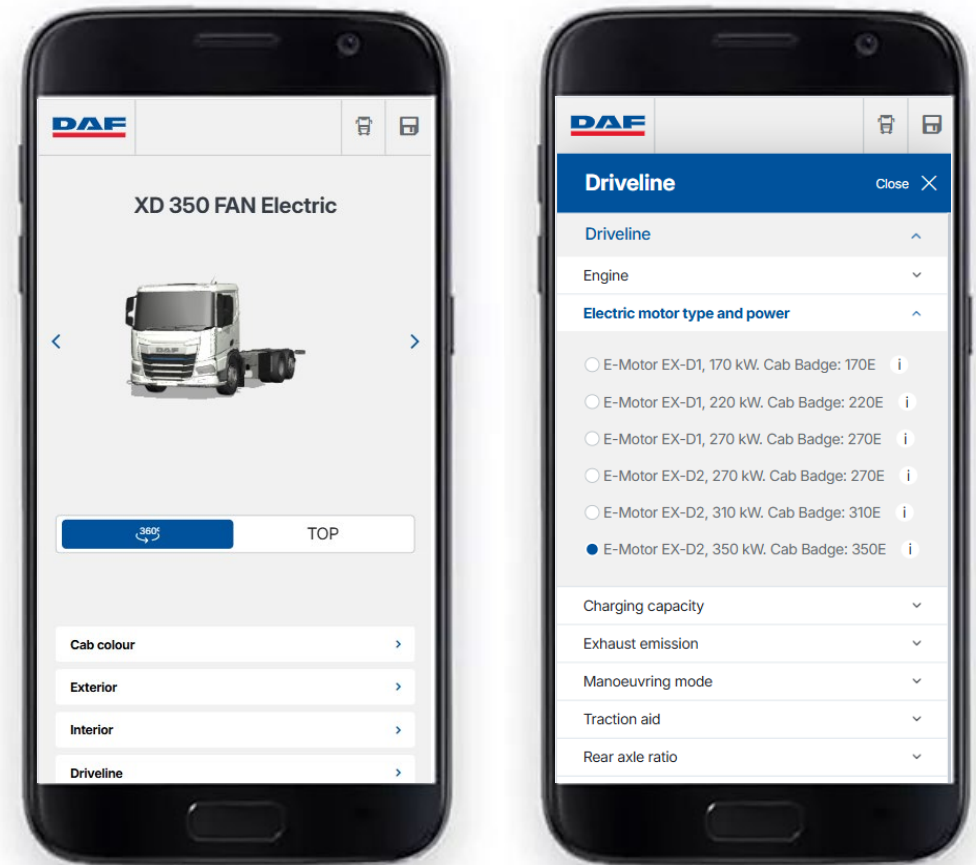 DAF
XD 350 FAN Electric
DAF
360°
TOP
Cab colour
Exterior
Interior
Driveline
DAF
Driveline
Close
Driveline
Engine
Electric motor type and power
E-Motor EX-D1, 170 kW. Cab Badge: 170E i
E-Motor EX-D1, 220 kW. Cab Badge: 220E i
E-Motor EX-D1, 270 kW. Cab Badge: 270E i
E-Motor EX-D2, 270 kW. Cab Badge: 270E i
E-Motor EX-D2, 310 kW. Cab Badge: 310E i
E-Motor EX-D2, 350 kW. Cab Badge: 350E i
Charging capacity
Exhaust emission
Manoeuvring mode
Traction aid
Rear axle ratio